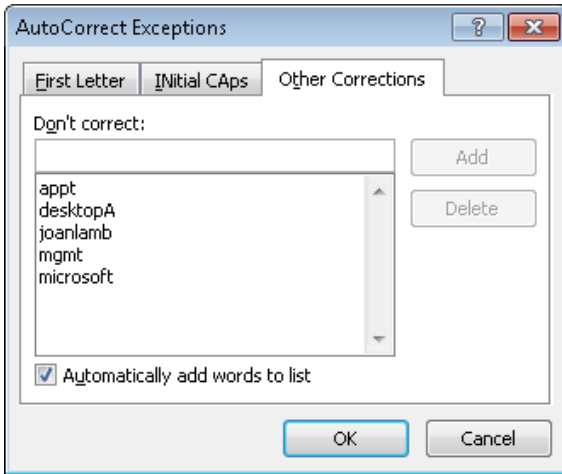 AutoCorrect Exceptions
First Letter
INitial CAps
Other Corrections
Don't correct:
Add
appt
desktopA
joanlamb
mgmt
microsoft
Delete
Automatically add words to list
OK
Cancel